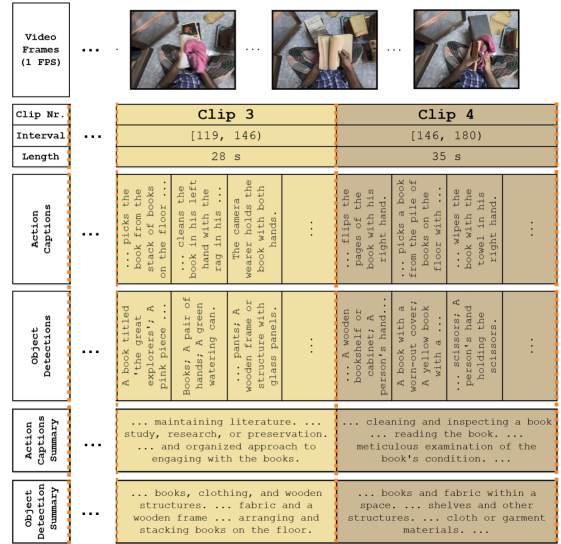 Video
Frames
(1 FPS)
...
...
...
Clip Nr.
Clip 3
Clip 4
Interval
...
[119, 146)
[146, 180)
Length
28 s
35 s
Action
Captions
...
... picks the
book from the
stack of books
on the floor ...
... cleans the
book in his left
hand with the
rag in his ...
The camera
wearer holds the
book with both
hands.
...
... flips the
pages of the
book with his
right hand.
... picks a book
from the pile of
books on the
floor with ...
... wipes the
book with the
towel in his
right hand.
...
Object
Detections
...
A book titled
'the great
explorers'; A
pink piece ...
Books; A pair of
hands; A green
watering can.
... pants; A
wooden frame or
structure with
glass panels.
...
... A wooden
bookshelf or
cabinet; A
person's hand...
A book with a
worn-out cover;
A yellow book
with a ...
... scissors; A
person's hand
holding the
scissors.
...
Action
Captions
Summary
...
... maintaining literature. ...
study, research, or preservation.
... and organized approach to
engaging with the books.
... cleaning and inspecting a book
... reading the book. ...
meticulous examination of the
book's condition. ...
Object
Detection
Summary
...
... books, clothing, and wooden
structures. ... fabric and a
wooden frame ... arranging and
stacking books on the floor.
... books and fabric within a
space. ... shelves and other
structures. ... cloth or garment
materials. ...